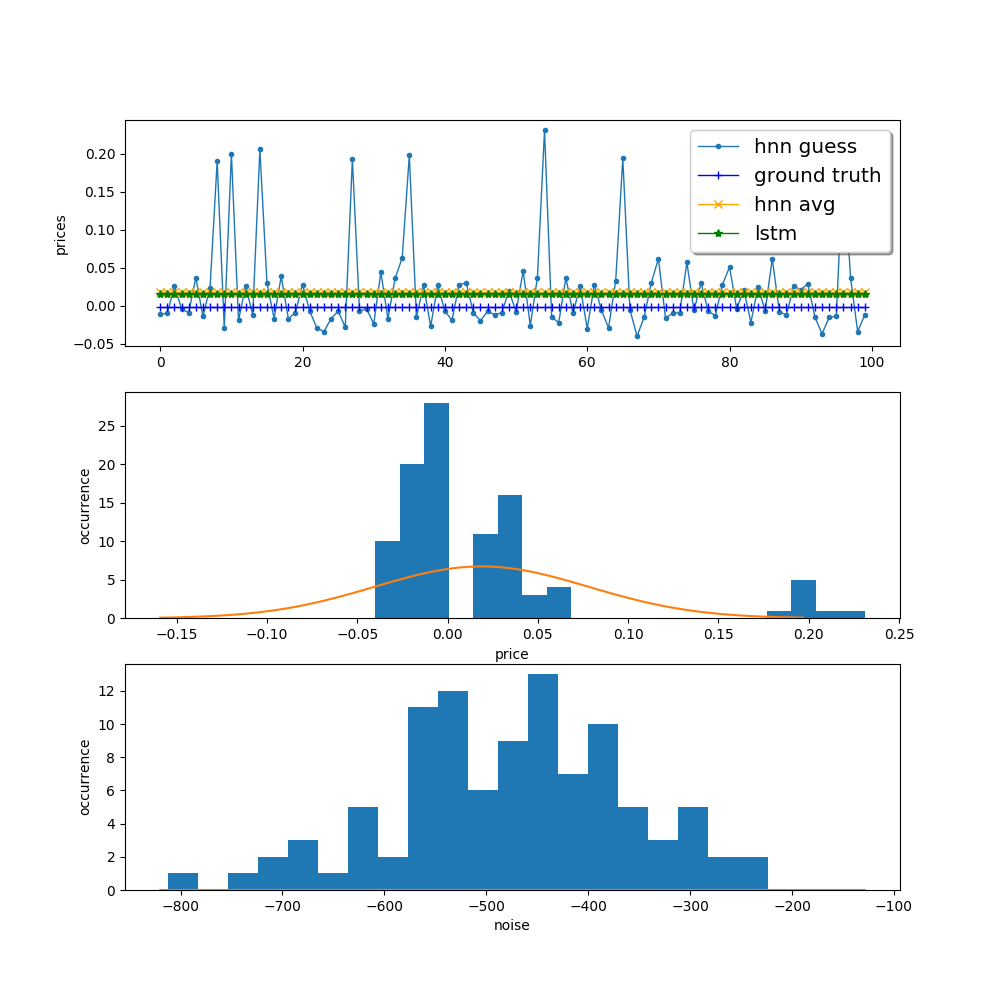 hnn guess
ground truth
hnn avg
lstm
prices
0.20
0.15
0.10
0.05
0.00
−0.05
0 20 40 60 80 100
occurrence
25
20
15
10
5
0
−0.15 −0.10 −0.05 0.00 0.05 0.10 0.15 0.20 0.25
price
occurrence
12
10
8
6
4
2
0
−800 −700 −600 −500 −400 −300 −200 −100
noise